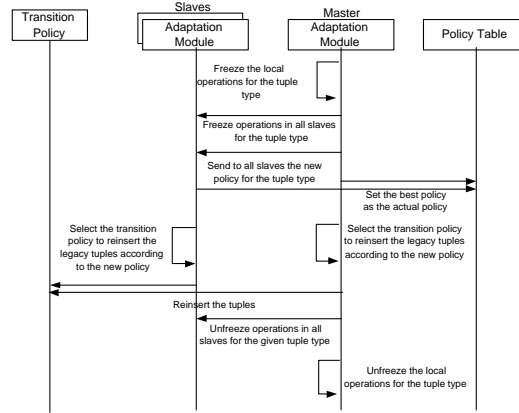 Slaves
Master
Transition
Policy
Adaptation
Module
Adaptation
Module
Policy Table
Freeze the local
operations for the tuple
type
Freeze operations in all slaves
for the tuple type
Send to all slaves the new
policy for the tuple type
Set the best policy
as the actual policy
Select the transition
policy to reinsert the
legacy tuples according
to the new policy
Select the transition policy
to reinsert the legacy tuples
according to the new policy
Reinsert the tuples
Unfreeze operations in all
slaves for the given tuple type
Unfreeze the local
operations for the tuple type